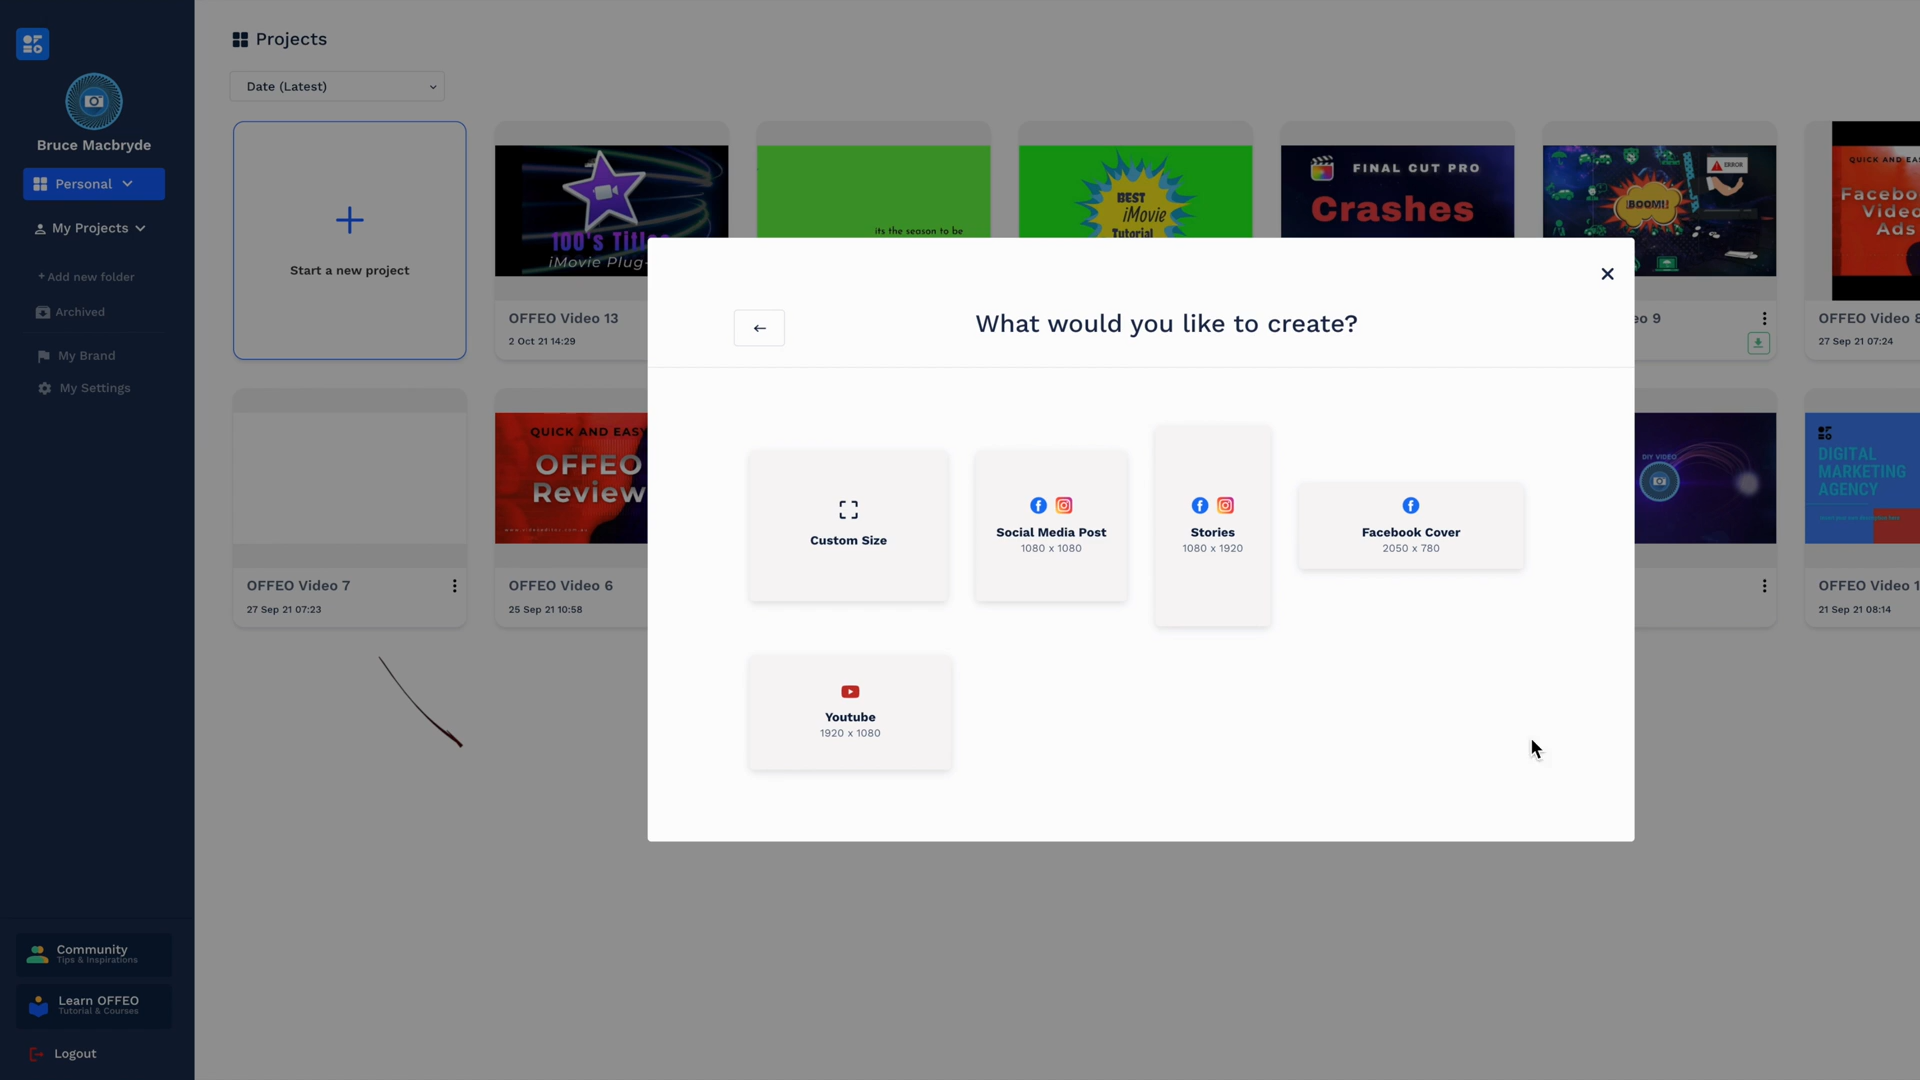 Projects
Date (Latest)
Bruce Macbryde
Personal
My Projects
+ Add new folder
Archived
My Brand
My Settings
Community
Tips & Inspirations
Learn OFFEO
Tutorial & Courses
Logout
Start a new project
100's Titles
iMovie Plug-
OFFEO Video 13
2 Oct 21 14:29
its the season to be
BEST
iMovie
Tutorial
FINAL CUT PRO
Crashes
ERROR
BOOM!!
eo 9
QUICK AND EAS
Facebo
Video
Ads
OFFEO Video 8
27 Sep 21 07:24
What would you like to create?
Custom Size
Social Media Post
1080 x 1080
Stories
1080 x 1920
Facebook Cover
2050 x 780
Youtube
1920 x 1080
OFFEO Video 7
27 Sep 21 07:23
QUICK AND EASY
OFFEO
Review
OFFEO Video 6
25 Sep 21 10:58
DIY VIDEO
DIGITAL
MARKETING
AGENCY
OFFEO Video 1
21 Sep 21 08:14